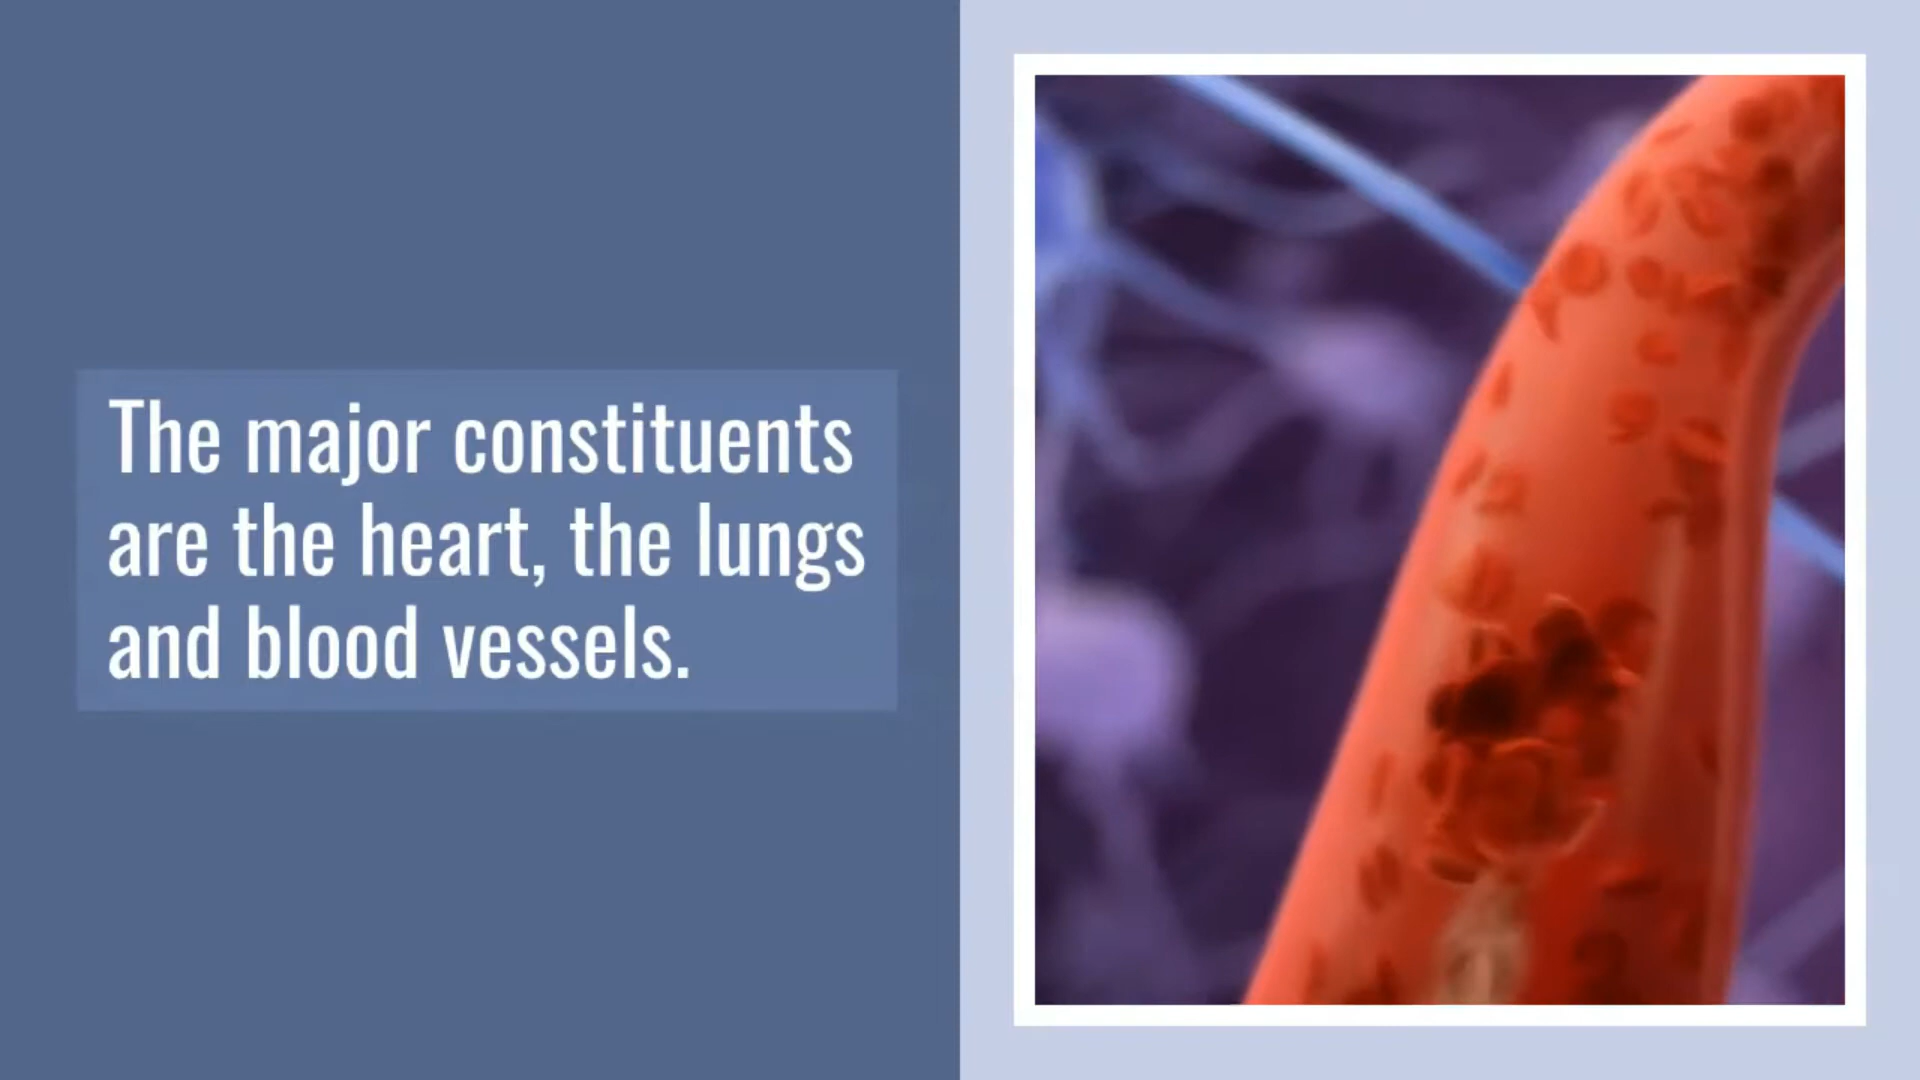 The major constituents
are the heart, the lungs
and blood vessels.